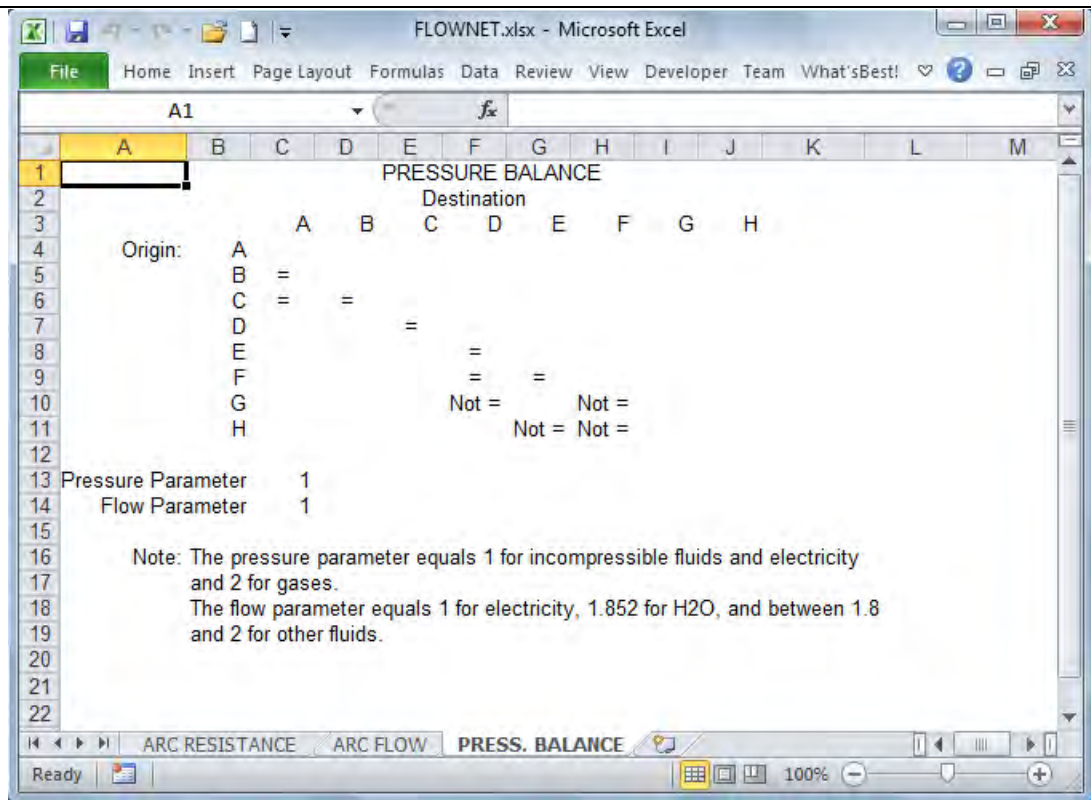 FLOWNET.xlsx - Microsoft Excel
File Home Insert Page Layout Formulas Data Review View Developer Team What'sBest!
A1 fx
A B C D E F G H I J K L M
1 PRESSURE BALANCE
2 Destination
3 A B C D E F G H
4 Origin: A
5 B =
6 C = =
7 D =
8 E =
9 F = =
10 G Not = Not =
11 H Not = Not =
12
13 Pressure Parameter 1
14 Flow Parameter 1
15
16 Note: The pressure parameter equals 1 for incompressible fluids and electricity
17 and 2 for gases.
18 The flow parameter equals 1 for electricity, 1.852 for H2O, and between 1.8
19 and 2 for other fluids.
20
21
22
ARC RESISTANCE ARC FLOW PRESS. BALANCE
Ready 100%